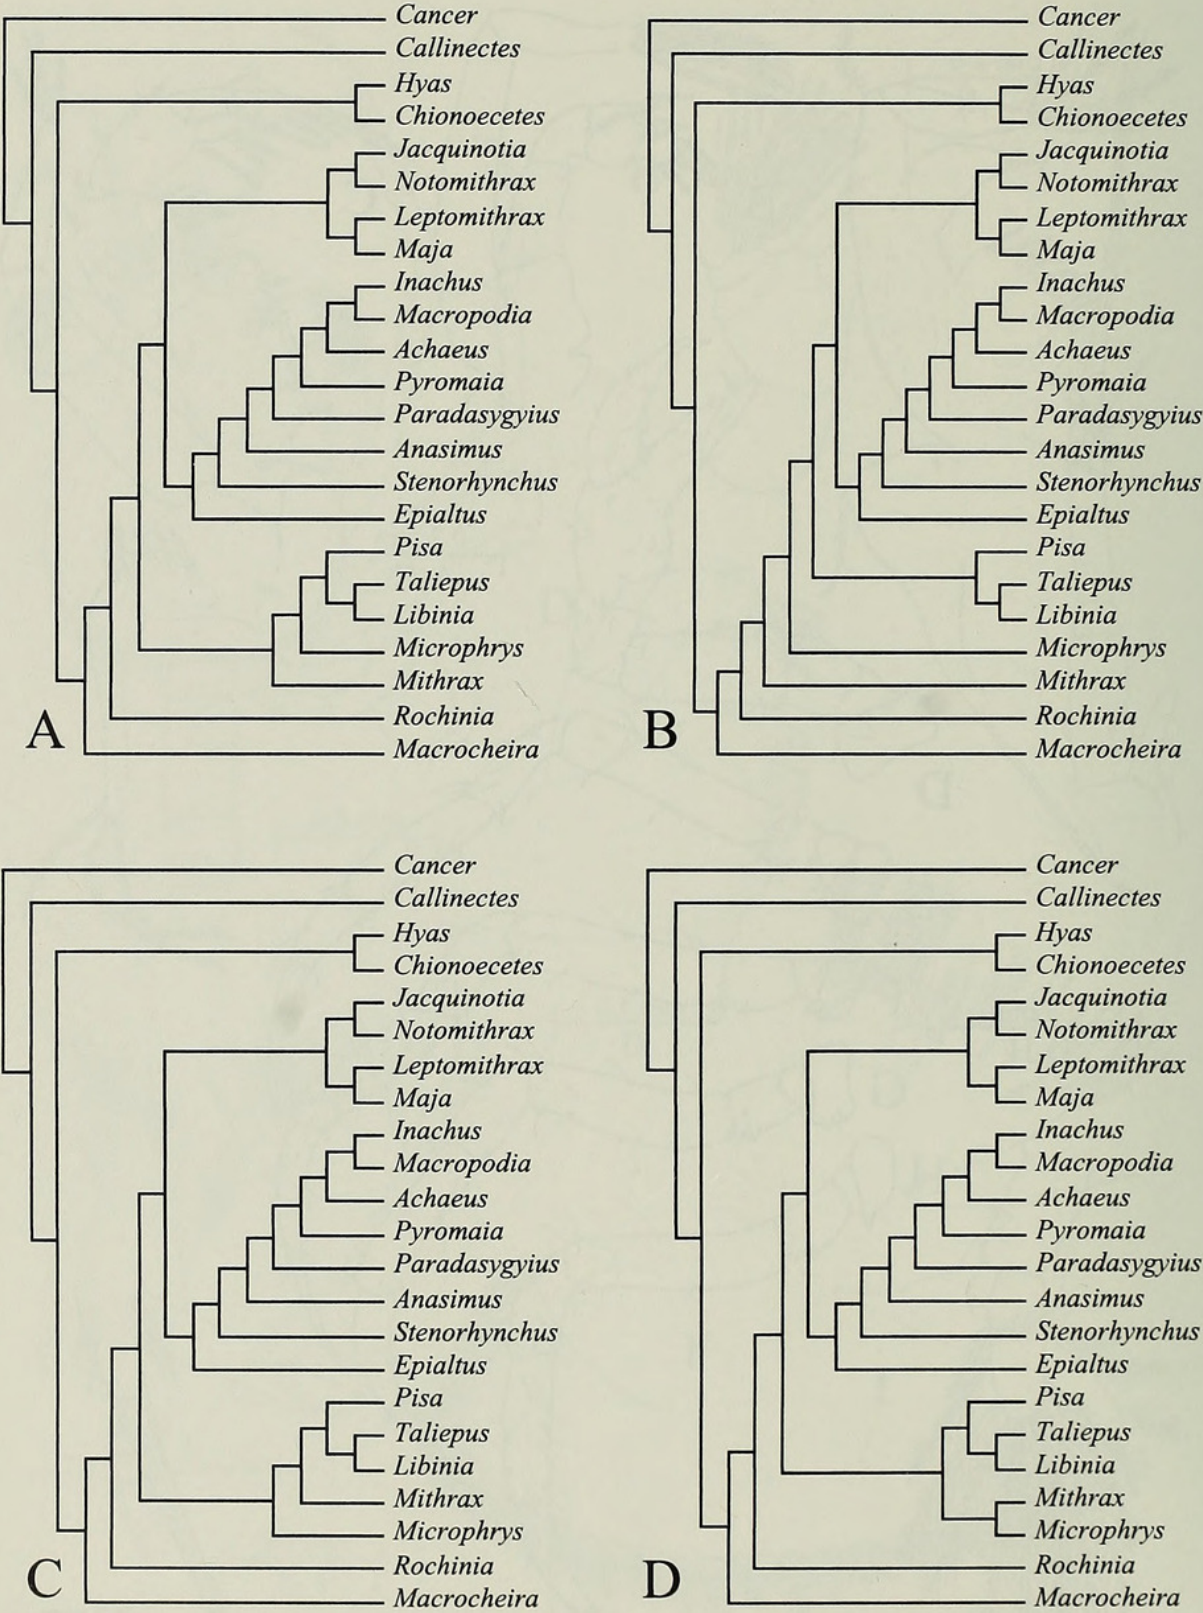 Cancer
Callinectes
Hyas
Chionoecetes
Jacquinotia
Notomithrax
Leptomithrax
Maja
Inachus
Macropodia
Achaeus
Pyromaia
Paradasygyius
Anasimus
Stenorhynchus
Epialtus
Pisa
Taliepus
Libinia
Microphrys
Mithrax
Rochinia
Macrocheira
A
Cancer
Callinectes
Hyas
Chionoecetes
Jacquinotia
Notomithrax
Leptomithrax
Maja
Inachus
Macropodia
Achaeus
Pyromaia
Paradasygyius
Anasimus
Stenorhynchus
Epialtus
Pisa
Taliepus
Libinia
Microphrys
Mithrax
Rochinia
Macrocheira
B
Cancer
Callinectes
Hyas
Chionoecetes
Jacquinotia
Notomithrax
Leptomithrax
Maja
Inachus
Macropodia
Achaeus
Pyromaia
Paradasygyius
Anasimus
Stenorhynchus
Epialtus
Pisa
Taliepus
Libinia
Mithrax
Microphrys
Rochinia
Macrocheira
C
Cancer
Callinectes
Hyas
Chionoecetes
Jacquinotia
Notomithrax
Leptomithrax
Maja
Inachus
Macropodia
Achaeus
Pyromaia
Paradasygyius
Anasimus
Stenorhynchus
Epialtus
Pisa
Taliepus
Libinia
Mithrax
Microphrys
Rochinia
Macrocheira
D